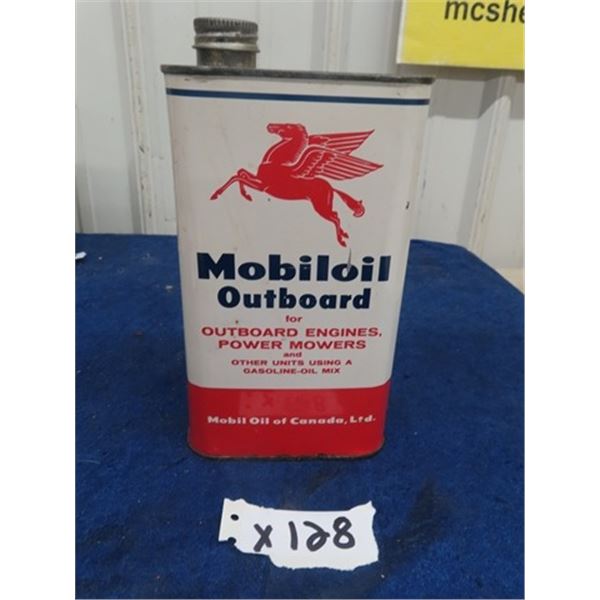 mcshe
Mobiloil
Outboard
for
OUTBOARD ENGINES,
POWER MOWERS
and
OTHER UNITS USING A
GASOLINE-OIL MIX
Mobil Oil of Canada, Ltd.
X128